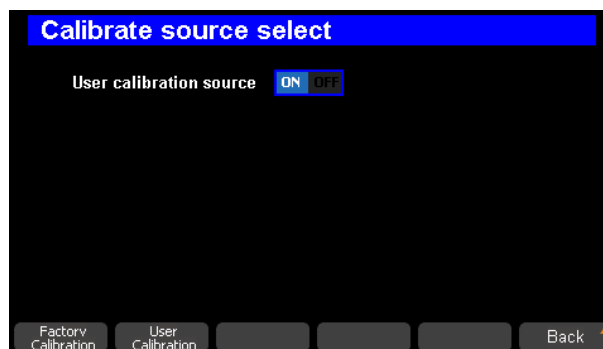 Calibrate source select
User calibration source ON OFF
Factory
Calibration
User
Calibration
Back